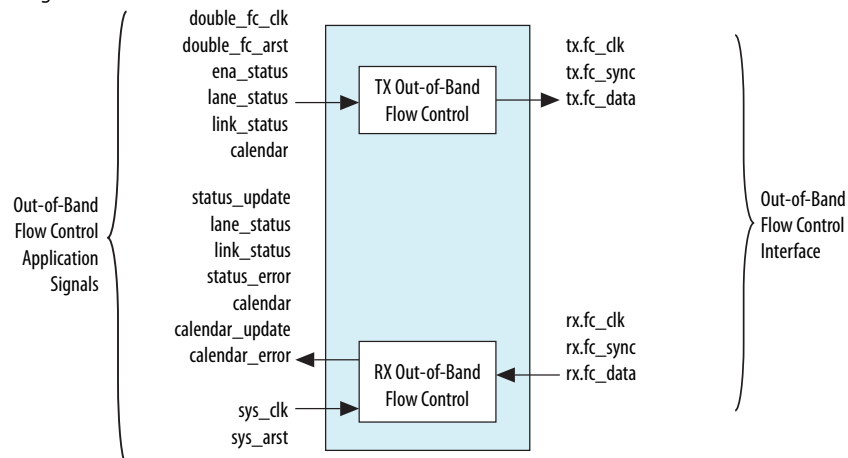 double_fc_clk
double_fc_arst
ena_status
lane_status
link_status
calendar
TX Out-of-Band
Flow Control
tx.fc_clk
tx.fc_sync
tx.fc_data
Out-of-Band
Flow Control
Application
Signals
status_update
lane_status
link_status
status_error
calendar
calendar_update
calendar_error
sys_clk
sys_arst
RX Out-of-Band
Flow Control
rx.fc_clk
rx.fc_sync
rx.fc_data
Out-of-Band
Flow Control
Interface